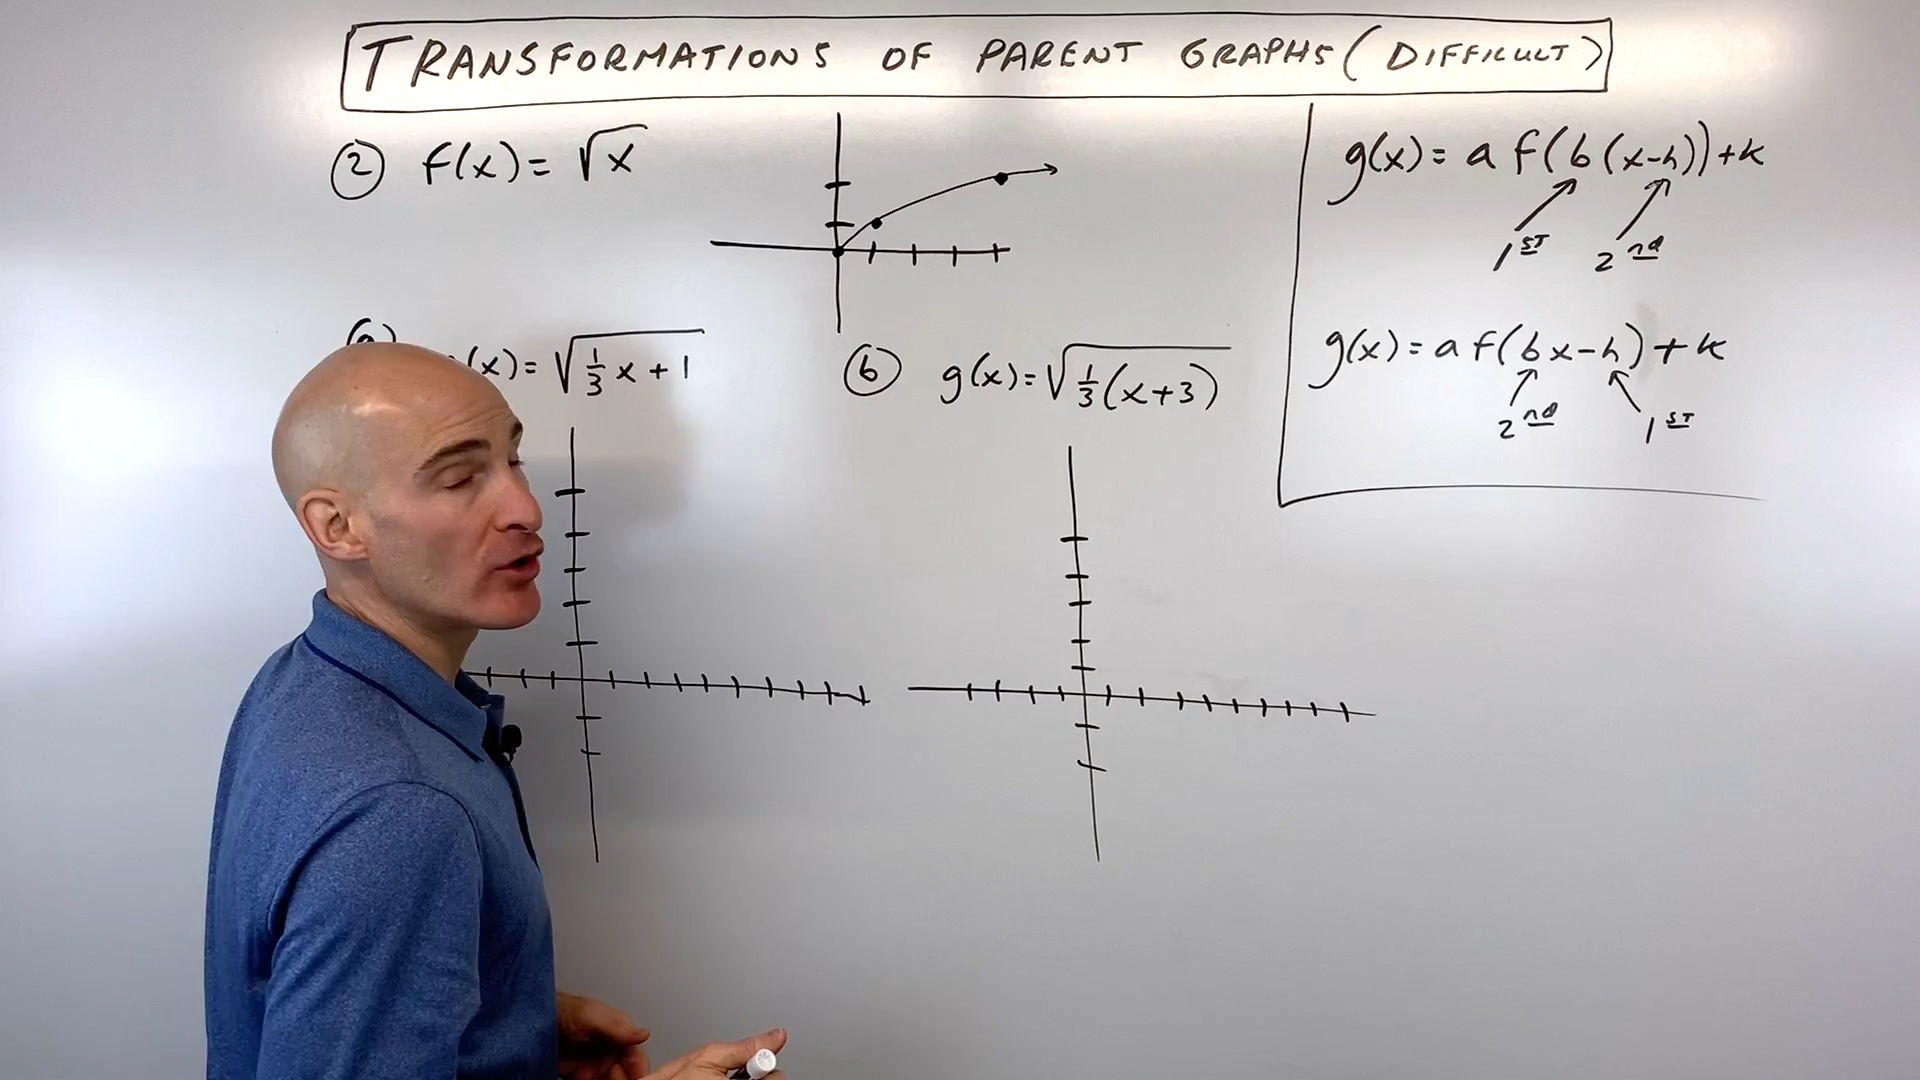 TRANSFORMATIONS OF PARENT GRAPHS (DIFFICULT)
② f(x) = √x
g(x) = a f(b(x-h)) + k
1ST 2nd
(x) = √(1/3 x + 1)
ⓑ g(x) = √(1/3 (x+3))
g(x) = a f(bx-h) + k
2nd 1ST